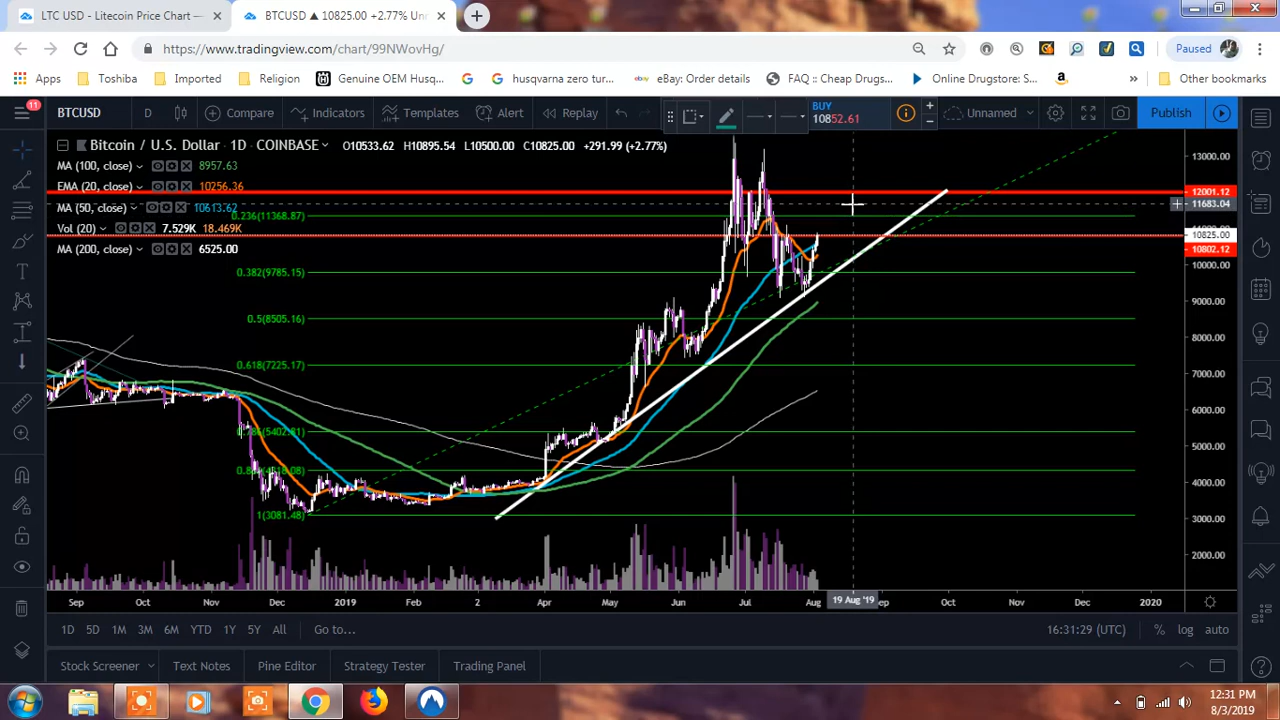 LTC USD - Litecoin Price Chart —
BTCUSD ▲ 10825.00 +2.77% Unr
https://www.tradingview.com/chart/99NWovHg/
Paused
Apps Toshiba Imported Religion Genuine OEM Husq... husqvarna zero tur... eBay: Order details FAQ :: Cheap Drugs... Online Drugstore: S... » Other bookmarks
11 BTCUSD D Compare Indicators Templates Alert Replay BUY 10852.61 Unnamed Publish
Bitcoin / U.S. Dollar 1D COINBASE O10533.62 H10895.54 L10500.00 C10825.00 +291.99 (+2.77%)
MA (100, close) 8957.63
EMA (20, close) 10256.36
MA (50, close) 10613.62
Vol (20) 7.529K 18.469K
MA (200, close) 6525.00
0.236(11368.87)
0.382(9785.15)
0.5(8505.16)
0.618(7225.17)
0.786(5402.81)
1(3081.48)
13000.00
12001.12
11683.04
10825.00
10802.12
10000.00
9000.00
8000.00
7000.00
6000.00
5000.00
4000.00
3000.00
2000.00
Sep Oct Nov Dec 2019 Feb 2 Apr May Jun Jul Aug 19 Aug '19 ep Oct Nov Dec 2020
1D 5D 1M 3M 6M YTD 1Y 5Y All Go to... 16:31:29 (UTC) % log auto
Stock Screener Text Notes Pine Editor Strategy Tester Trading Panel
12:31 PM
8/3/2019